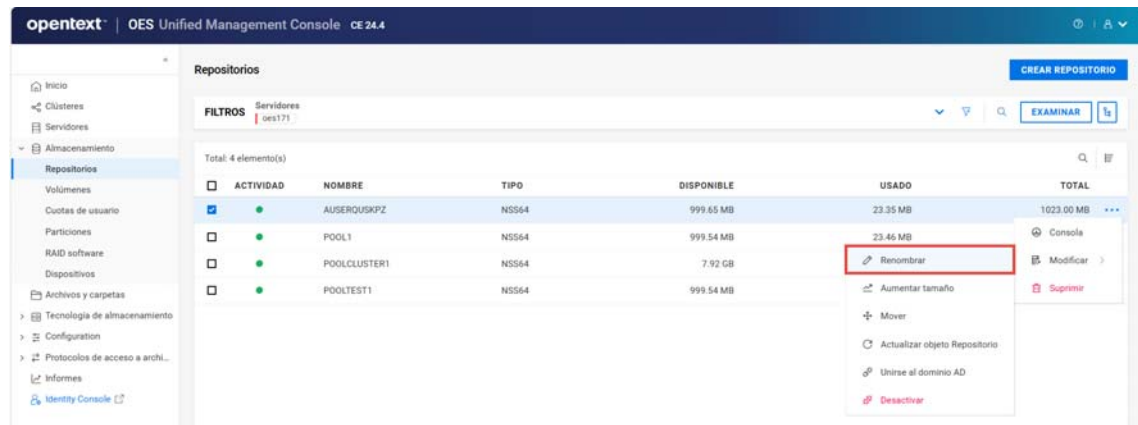 opentext™ | OES Unified Management Console CE 24.4
Inicio
Clústeres
Servidores
Almacenamiento
Repositorios
Volúmenes
Cuotas de usuario
Particiones
RAID software
Dispositivos
Archivos y carpetas
Tecnología de almacenamiento
Configuration
Protocolos de acceso a archi...
Informes
Identity Console
Repositorios
CREAR REPOSITORIO
FILTROS Servidores
oes171
EXAMINAR
Total: 4 elemento(s)
ACTIVIDAD NOMBRE TIPO DISPONIBLE USADO TOTAL
AUSERQUSKPZ NSS64 999.65 MB 23.35 MB 1023.00 MB
POOL1 NSS64 999.54 MB 23.46 MB
POOLCLUSTER1 NSS64 7.92 GB
POOLTEST1 NSS64 999.54 MB
Consola
Modificar
Suprimir
Renombrar
Aumentar tamaño
Mover
Actualizar objeto Repositorio
Unirse al dominio AD
Desactivar